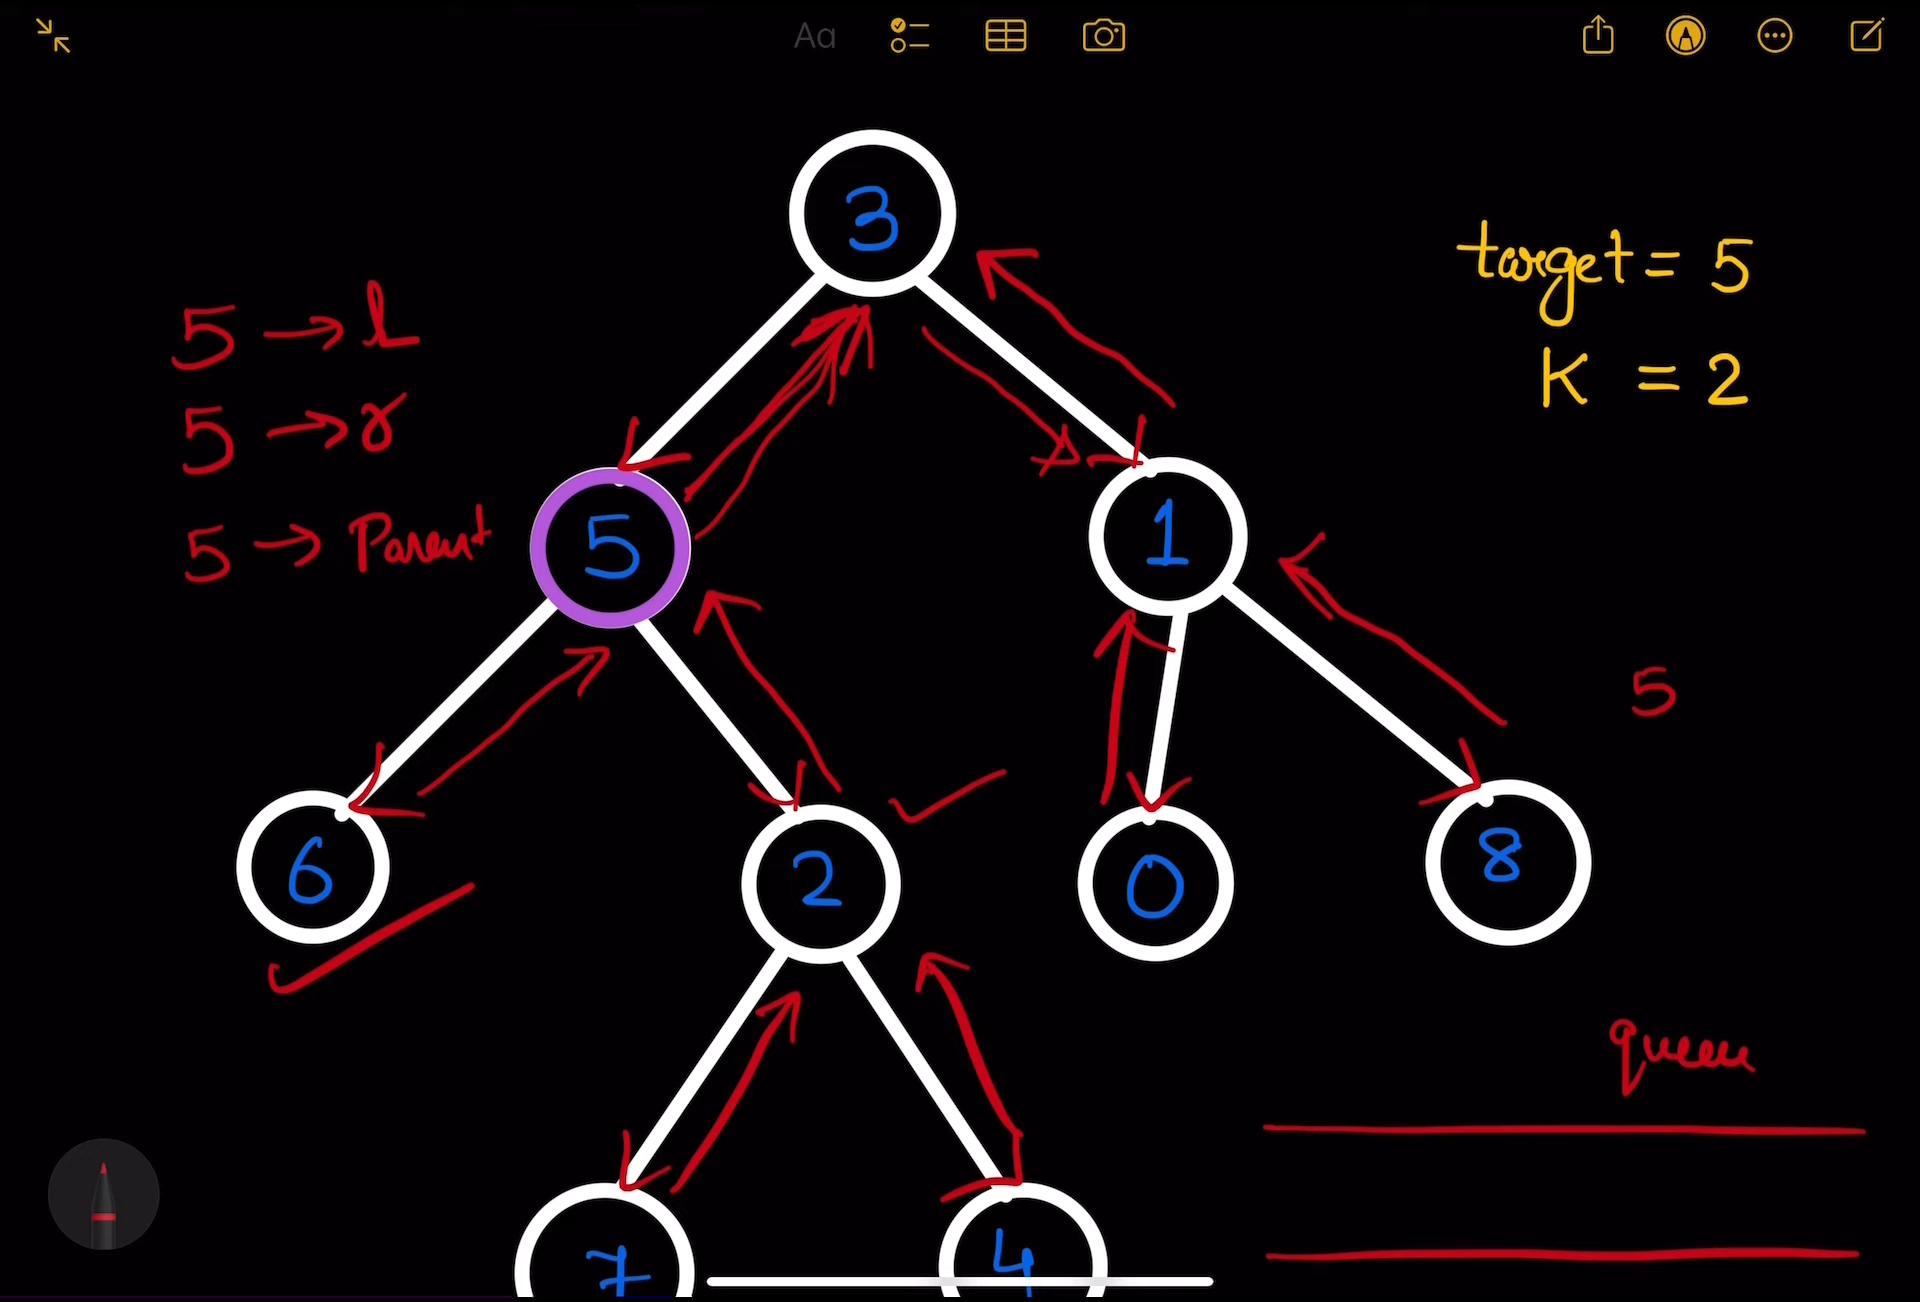 Aa
3
target = 5
K = 2
5 → l
5 → r
5 → Parent
5
1
5
6
2
0
8
queue
7
4